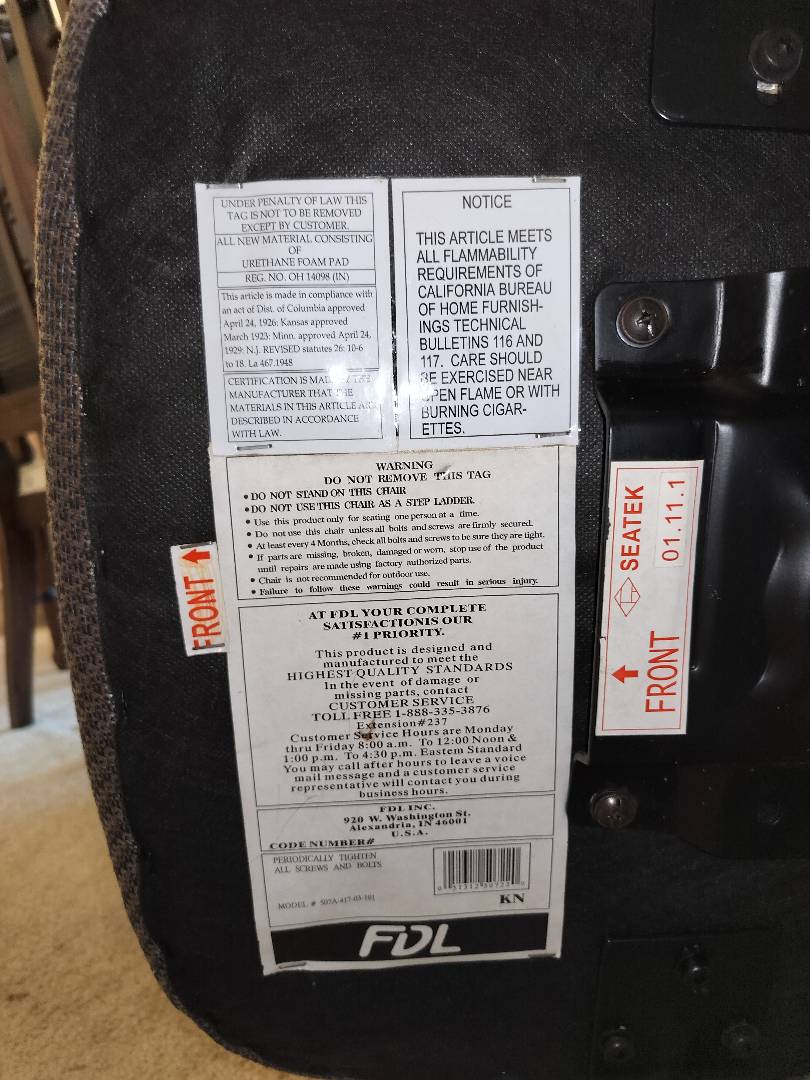 UNDER PENALTY OF LAW THIS
TAG IS NOT TO BE REMOVED
EXCEPT BY CUSTOMER.
ALL NEW MATERIAL CONSISTING
OF
URETHANE FOAM PAD
REG. NO. OH 14098 (IN)
This article is made in compliance with
an act of Dist. of Columbia approved
April 24, 1926: Kansas approved
March 1923: Minn. approved April 24,
1929: N.J. REVISED statutes 26: 10-6
to 18. La 467.1948
CERTIFICATION IS MADE BY THE
MANUFACTURER THAT THE
MATERIALS IN THIS ARTICLE ARE
DESCRIBED IN ACCORDANCE
WITH LAW.
NOTICE
THIS ARTICLE MEETS
ALL FLAMMABILITY
REQUIREMENTS OF
CALIFORNIA BUREAU
OF HOME FURNISH-
INGS TECHNICAL
BULLETINS 116 AND
117. CARE SHOULD
BE EXERCISED NEAR
OPEN FLAME OR WITH
BURNING CIGAR-
ETTES.
WARNING
DO NOT REMOVE THIS TAG
• DO NOT STAND ON THIS CHAIR
• DO NOT USE THIS CHAIR AS A STEP LADDER.
• Use this product only for seating one person at a time.
• Do not use this chair unless all bolts and screws are firmly secured.
• At least every 4 Months, check all bolts and screws to be sure they are tight.
• If parts are missing, broken, damaged or worn, stop use of the product
until repairs are made using factory authorized parts.
• Chair is not recommended for outdoor use.
• Failure to follow these warnings could result in serious injury.
AT FDL YOUR COMPLETE
SATISFACTIONIS OUR
#1 PRIORITY.
This product is designed and
manufactured to meet the
HIGHEST QUALITY STANDARDS
In the event of damage or
missing parts, contact
CUSTOMER SERVICE
TOLL FREE 1-888-335-3876
Extension#237
Customer Service Hours are Monday
thru Friday 8:00 a.m. To 12:00 Noon &
1:00 p.m. To 4:30 p.m. Eastern Standard
You may call after hours to leave a voice
mail message and a customer service
representative will contact you during
business hours.
FDL INC.
920 W. Washington St.
Alexandria, IN 46001
U.S.A.
CODE NUMBER#
PERIODICALLY TIGHTEN
ALL SCREWS AND BOLTS
MODEL # 507A-417-03-101
KN
FDL
FRONT
FRONT
SEATEK
01.11.1